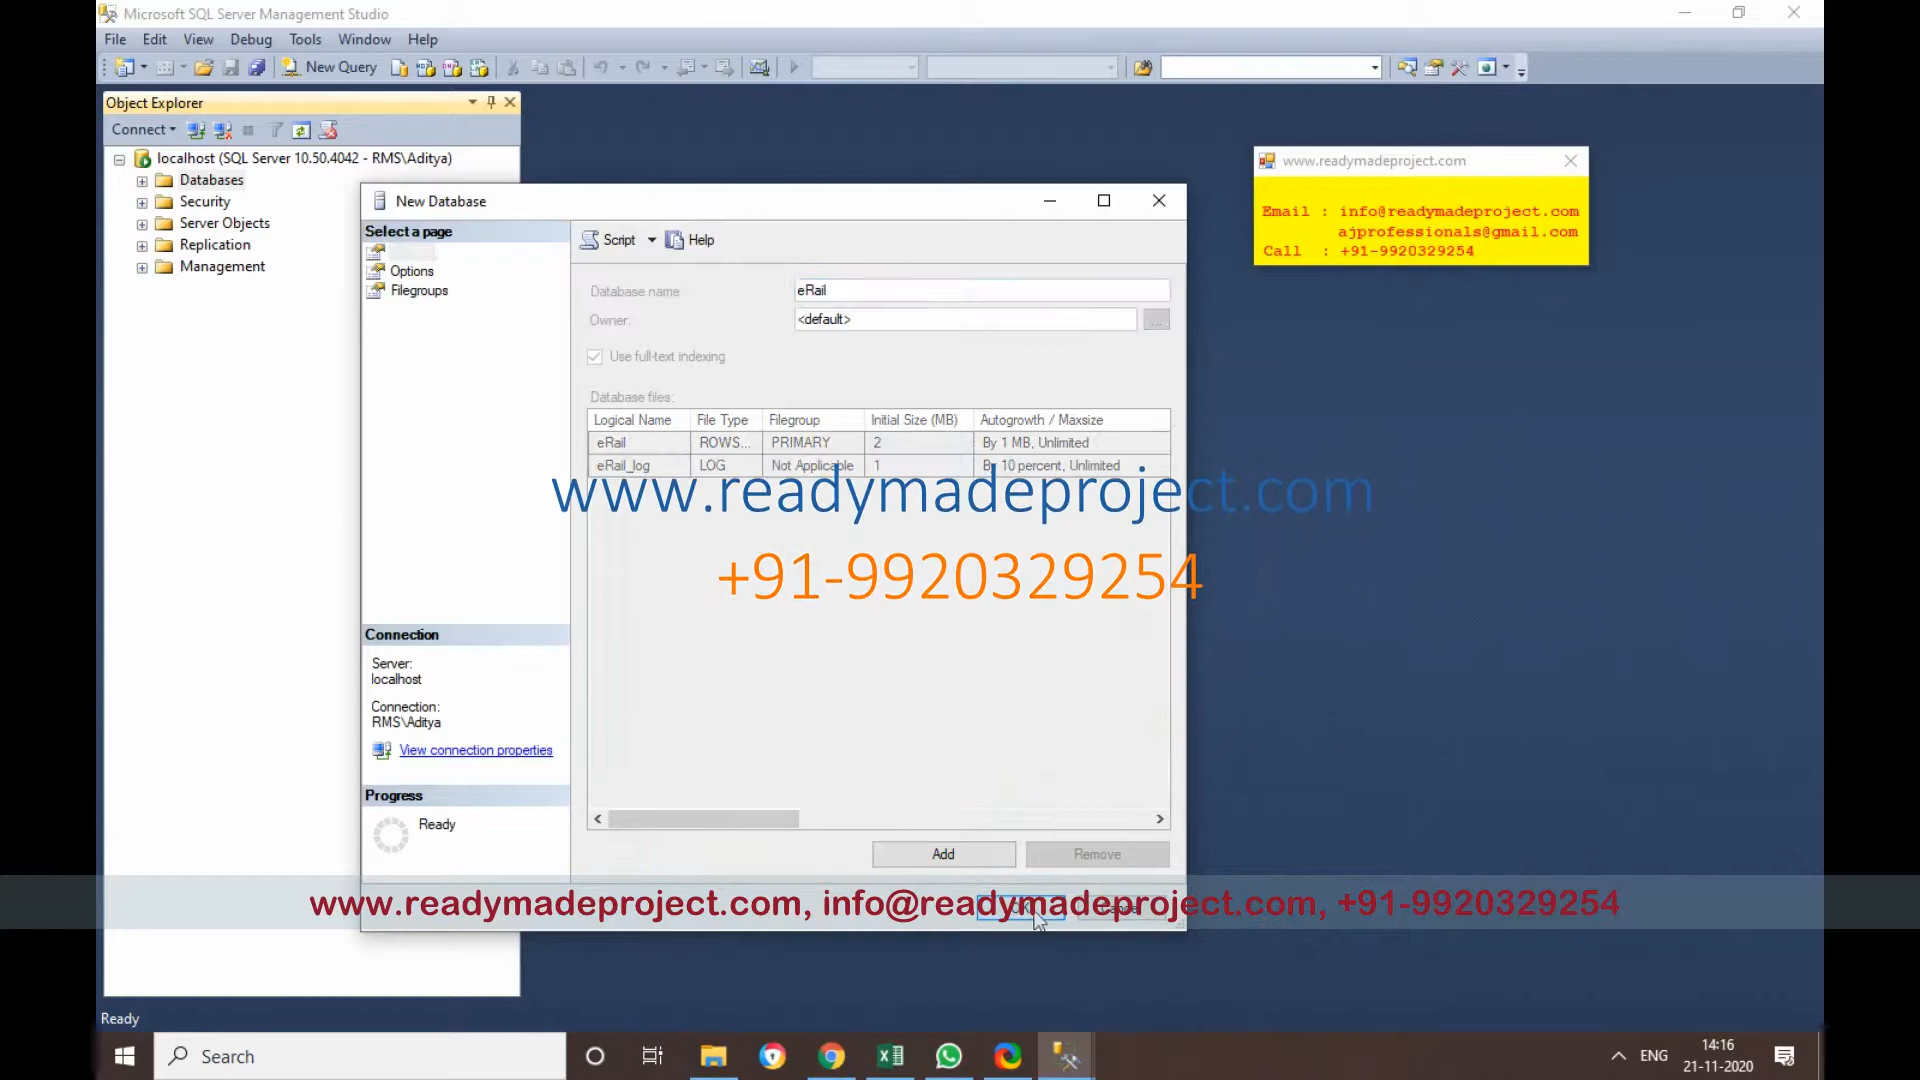 Microsoft SQL Server Management Studio
File Edit View Debug Tools Window Help
New Query
Object Explorer
Connect
localhost (SQL Server 10.50.4042 - RMS\Aditya)
Databases
Security
Server Objects
Replication
Management
New Database
Select a page
Options
Filegroups
Script Help
Database name
eRail
Owner:
<default>
...
Use full-text indexing
Database files:
Logical Name File Type Filegroup Initial Size (MB) Autogrowth / Maxsize
eRail ROWS... PRIMARY 2 By 1 MB, Unlimited
eRail_log LOG Not Applicable 1 By 10 percent, Unlimited
www.readymadeproject.com
+91-9920329254
Connection
Server:
localhost
Connection:
RMS\Aditya
View connection properties
Progress
Ready
Add Remove
OK Cancel
www.readymadeproject.com, info@readymadeproject.com, +91-9920329254
www.readymadeproject.com
Email : info@readymadeproject.com
ajprofessionals@gmail.com
Call : +91-9920329254
Ready
Search
ENG
14:16
21-11-2020